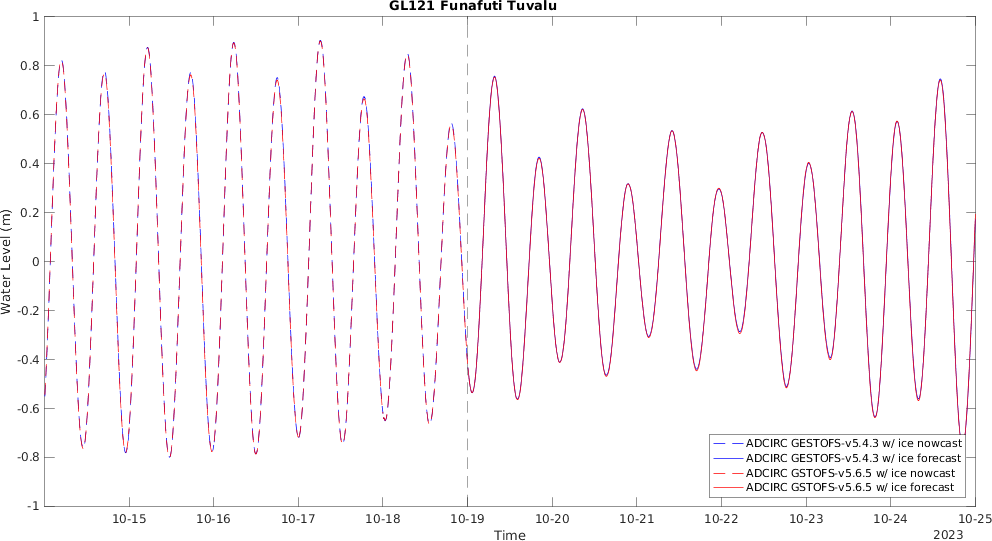 GL121 Funafuti Tuvalu
Water Level (m)
1
0.8
0.6
0.4
0.2
0
-0.2
-0.4
-0.6
-0.8
-1
10-15 10-16 10-17 10-18 10-19 10-20 10-21 10-22 10-23 10-24 10-25
Time
2023
ADCIRC GESTOFS-v5.4.3 w/ ice nowcast
ADCIRC GESTOFS-v5.4.3 w/ ice forecast
ADCIRC GSTOFS-v5.6.5 w/ ice nowcast
ADCIRC GSTOFS-v5.6.5 w/ ice forecast